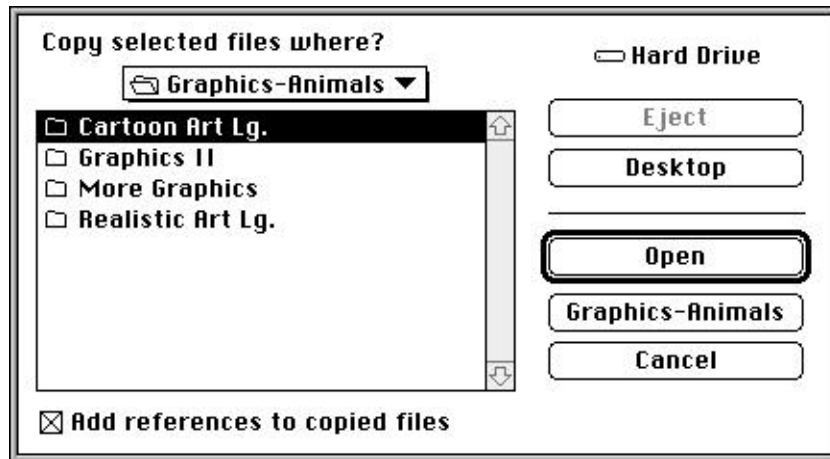 Copy selected files where?
Graphics-Animals
Cartoon Art Lg.
Graphics II
More Graphics
Realistic Art Lg.
Add references to copied files
Hard Drive
Eject
Desktop
Open
Graphics-Animals
Cancel